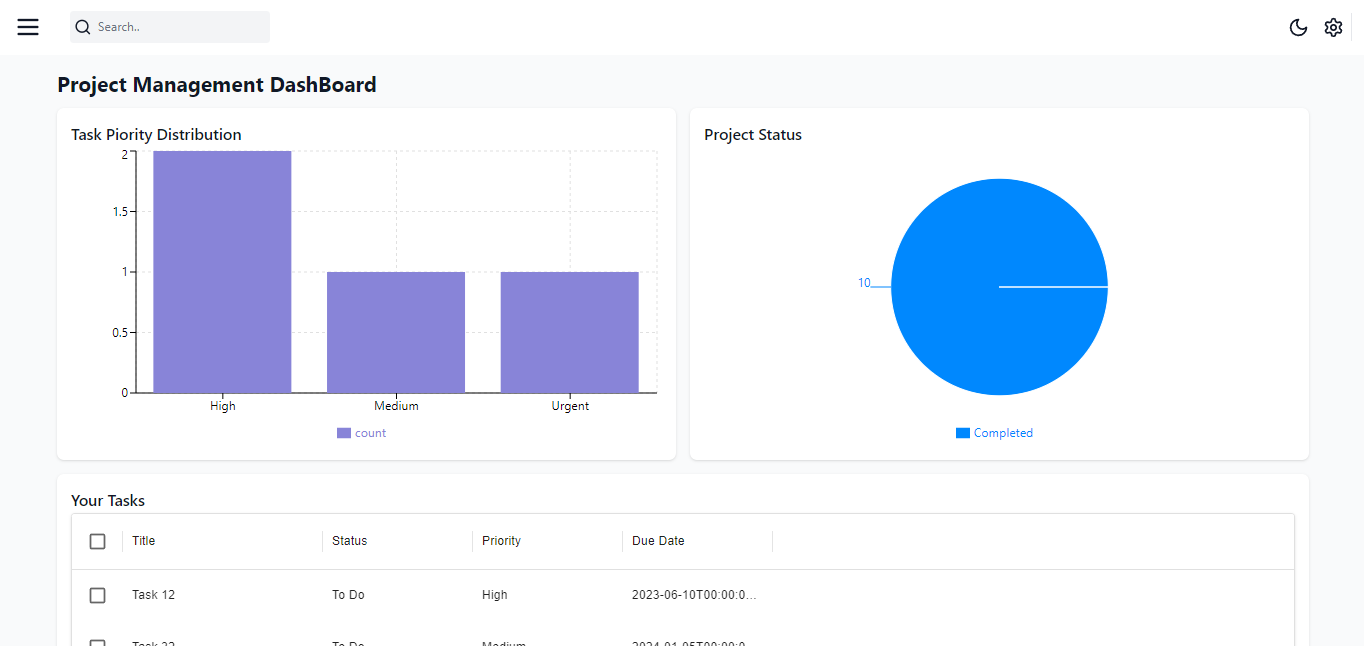 Search..
Project Management DashBoard
Task Piority Distribution
2
1.5
1
0.5
0
High Medium Urgent
count
Project Status
10
Completed
Your Tasks
Title Status Priority Due Date
Task 12 To Do High 2023-06-10T00:00:0...
Task 22 To Do Medium 2024-01-05T00:00:0...